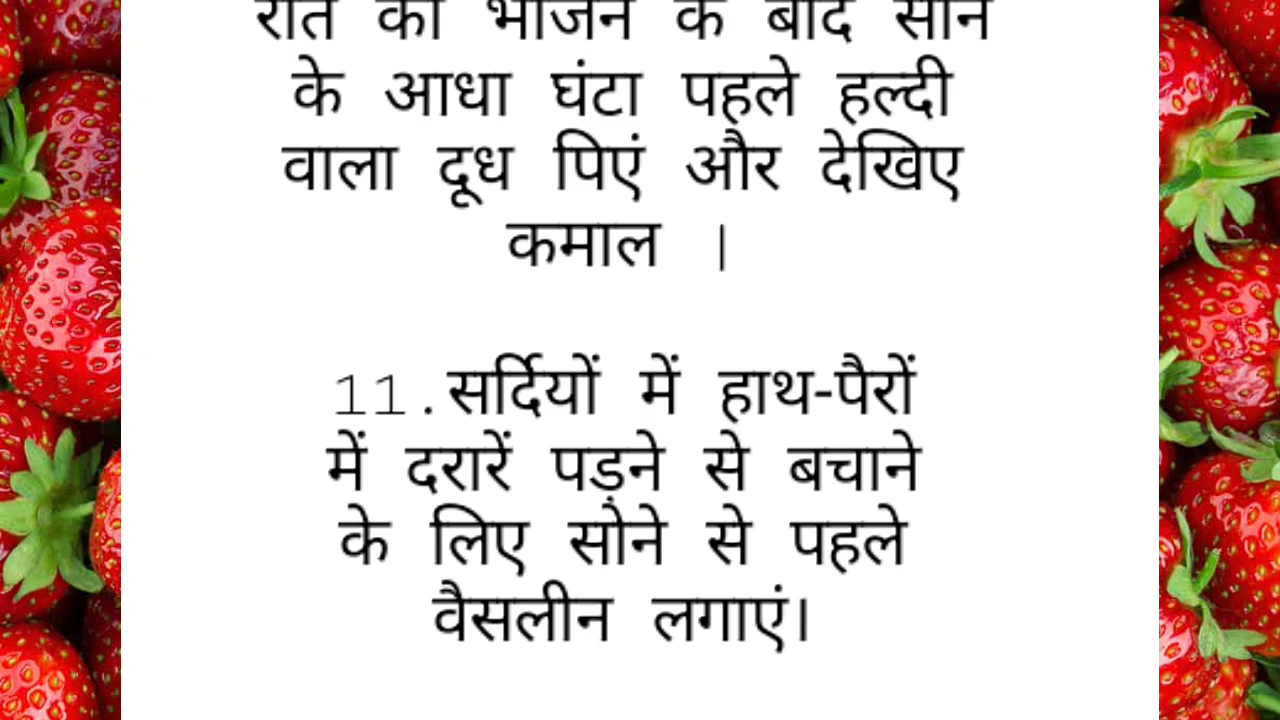 रात को भोजन के बाद सोने
के आधा घंटा पहले हल्दी
वाला दूध पिएं और देखिए
कमाल |
11.सर्दियों में हाथ-पैरों
में दरारें पड़ने से बचाने
के लिए सोने से पहले
वैसलीन लगाएं।